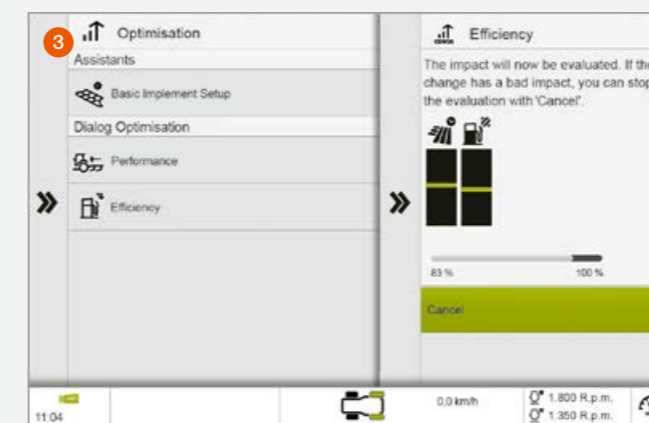 3
Optimisation
Assistants
Basic Implement Setup
Dialog Optimisation
Performance
Efficiency
Efficiency
The impact will now be evaluated. If the
change has a bad impact, you can stop
the evaluation with 'Cancel'.
83 %
100 %
Cancel
11:04
0,0 km/h
1.800 R.p.m.
1.350 R.p.m.